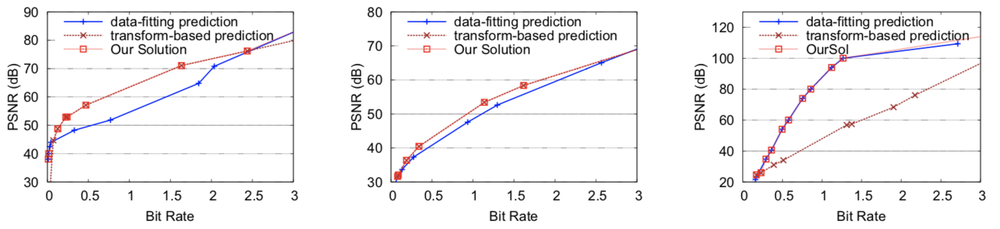 90
80
70
60
50
40
30
PSNR (dB)
data-fitting prediction
transform-based prediction
Our Solution
0 0.5 1 1.5 2 2.5 3
Bit Rate
80
70
60
50
40
30
PSNR (dB)
data-fitting prediction
transform-based prediction
Our Solution
0 0.5 1 1.5 2 2.5 3
Bit Rate
120
100
80
60
40
20
PSNR (dB)
data-fitting prediction
transform-based prediction
OurSol
0 0.5 1 1.5 2 2.5 3
Bit Rate